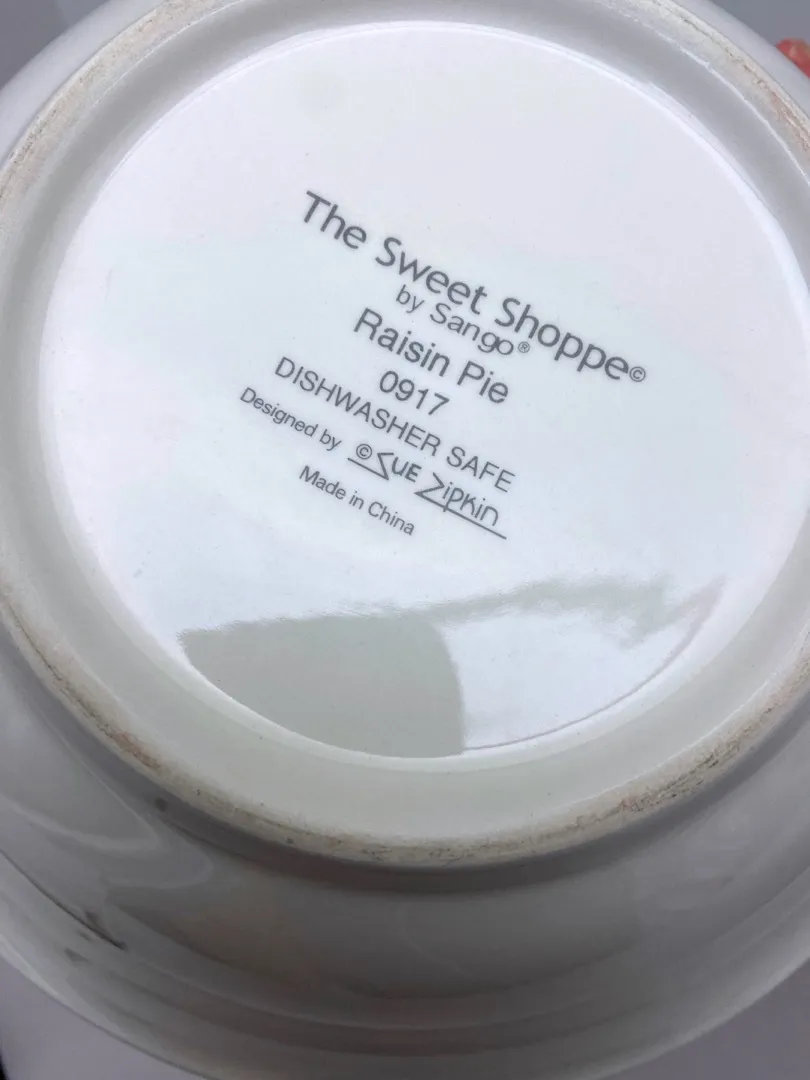 The Sweet Shoppe©
by Sango®
Raisin Pie
0917
DISHWASHER SAFE
Designed by © SUE Zipkin
Made in China